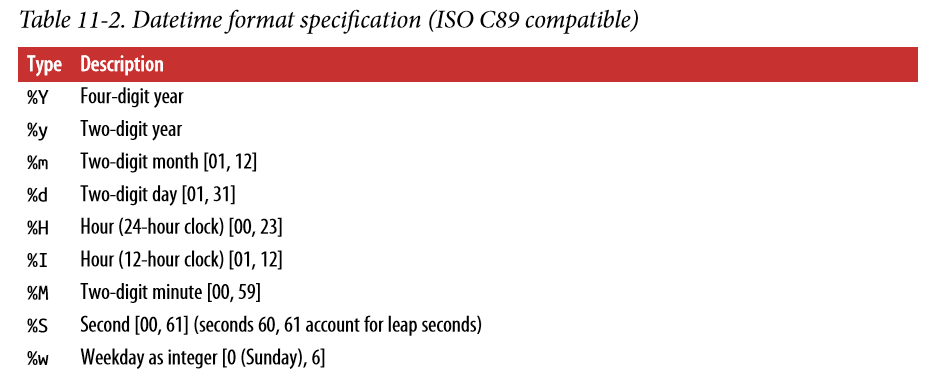 Table 11-2. Datetime format specification (ISO C89 compatible)
Type Description
%Y Four-digit year
%y Two-digit year
%m Two-digit month [01, 12]
%d Two-digit day [01, 31]
%H Hour (24-hour clock) [00, 23]
%I Hour (12-hour clock) [01, 12]
%M Two-digit minute [00, 59]
%S Second [00, 61] (seconds 60, 61 account for leap seconds)
%w Weekday as integer [0 (Sunday), 6]